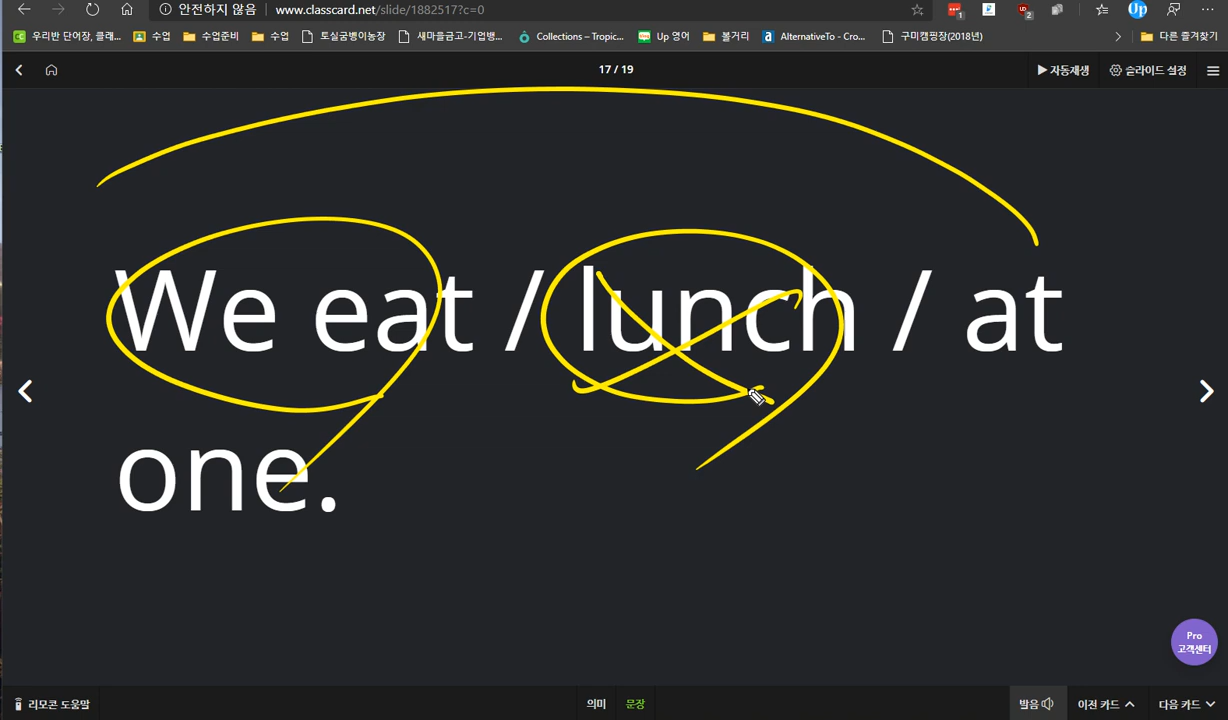 안전하지 않음 www.classcard.net/slide/1882517?c=0 1 2 Up
우리반 단어장, 클래... 수업 수업준비 수업 토실궁뱅이농장 새마을금고-기업뱅... Collections – Tropic... Up 영어 볼거리 AlternativeTo - Cro... 구미캠핑장(2018년) 다른 즐겨찾기
17 / 19 자동재생 슬라이드 설정
We eat / lunch / at
one.
Pro
고객센터
리모콘 도움말 의미 문장 발음 이전 카드 다음 카드